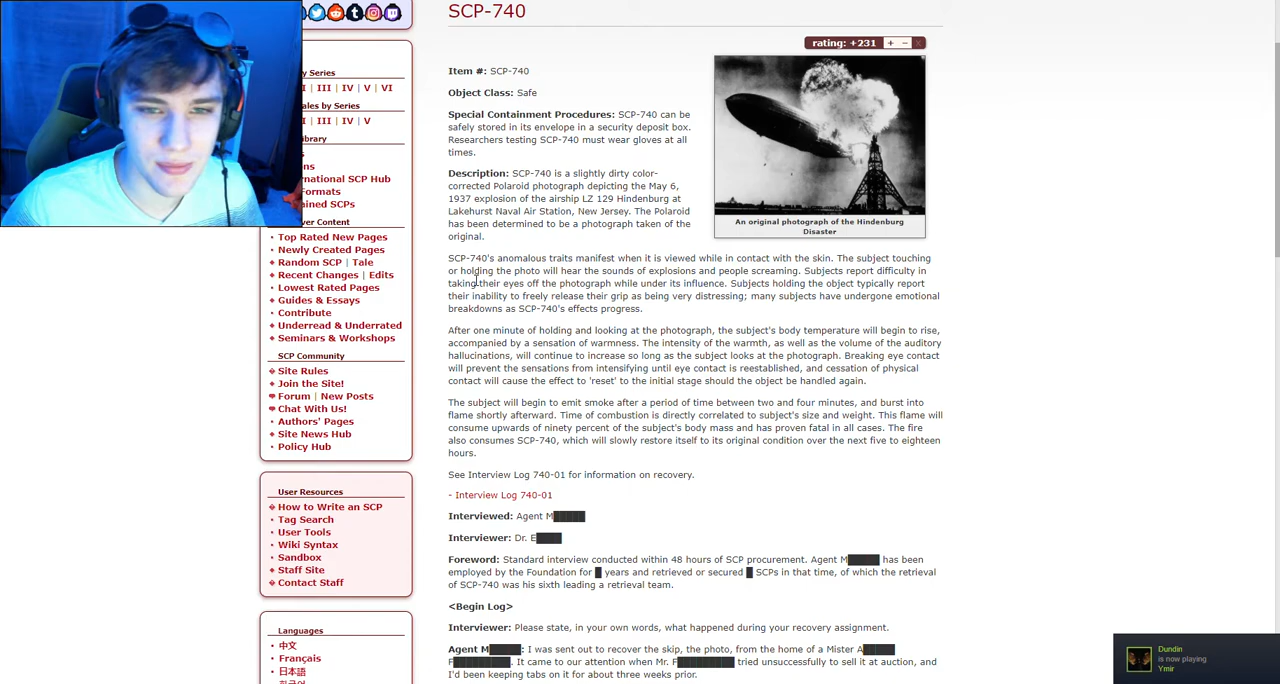 SCP-740
rating: +231 + – x
y Series
I II III IV V VI
ales by Series
I II III IV V
ibrary
s
ons
ernational SCP Hub
Formats
ained SCPs
ver Content
Top Rated New Pages
Newly Created Pages
Random SCP | Tale
Recent Changes | Edits
Lowest Rated Pages
Guides & Essays
Contribute
Underread & Underrated
Seminars & Workshops
SCP Community
Site Rules
Join the Site!
Forum | New Posts
Chat With Us!
Authors' Pages
Site News Hub
Policy Hub
User Resources
How to Write an SCP
Tag Search
User Tools
Wiki Syntax
Sandbox
Staff Site
Contact Staff
Languages
中文
Français
日本語
Item #: SCP-740
Object Class: Safe
Special Containment Procedures: SCP-740 can be
safely stored in its envelope in a security deposit box.
Researchers testing SCP-740 must wear gloves at all
times.
Description: SCP-740 is a slightly dirty color-
corrected Polaroid photograph depicting the May 6,
1937 explosion of the airship LZ 129 Hindenburg at
Lakehurst Naval Air Station, New Jersey. The Polaroid
has been determined to be a photograph taken of the
original.
An original photograph of the Hindenburg
Disaster
SCP-740's anomalous traits manifest when it is viewed while in contact with the skin. The subject touching
or holding the photo will hear the sounds of explosions and people screaming. Subjects report difficulty in
taking their eyes off the photograph while under its influence. Subjects holding the object typically report
their inability to freely release their grip as being very distressing; many subjects have undergone emotional
breakdowns as SCP-740's effects progress.
After one minute of holding and looking at the photograph, the subject's body temperature will begin to rise,
accompanied by a sensation of warmness. The intensity of the warmth, as well as the volume of the auditory
hallucinations, will continue to increase so long as the subject looks at the photograph. Breaking eye contact
will prevent the sensations from intensifying until eye contact is reestablished, and cessation of physical
contact will cause the effect to 'reset' to the initial stage should the object be handled again.
The subject will begin to emit smoke after a period of time between two and four minutes, and burst into
flame shortly afterward. Time of combustion is directly correlated to subject's size and weight. This flame will
consume upwards of ninety percent of the subject's body mass and has proven fatal in all cases. The fire
also consumes SCP-740, which will slowly restore itself to its original condition over the next five to eighteen
hours.
See Interview Log 740-01 for information on recovery.
- Interview Log 740-01
Interviewed: Agent M█████
Interviewer: Dr. E████
Foreword: Standard interview conducted within 48 hours of SCP procurement. Agent M█████ has been
employed by the Foundation for █ years and retrieved or secured █ SCPs in that time, of which the retrieval
of SCP-740 was his sixth leading a retrieval team.
<Begin Log>
Interviewer: Please state, in your own words, what happened during your recovery assignment.
Agent M█████: I was sent out to recover the skip, the photo, from the home of a Mister A█████
F█████████. It came to our attention when Mr. F█████████ tried unsuccessfully to sell it at auction, and
I'd been keeping tabs on it for about three weeks prior.
Dundin
is now playing
Ymir